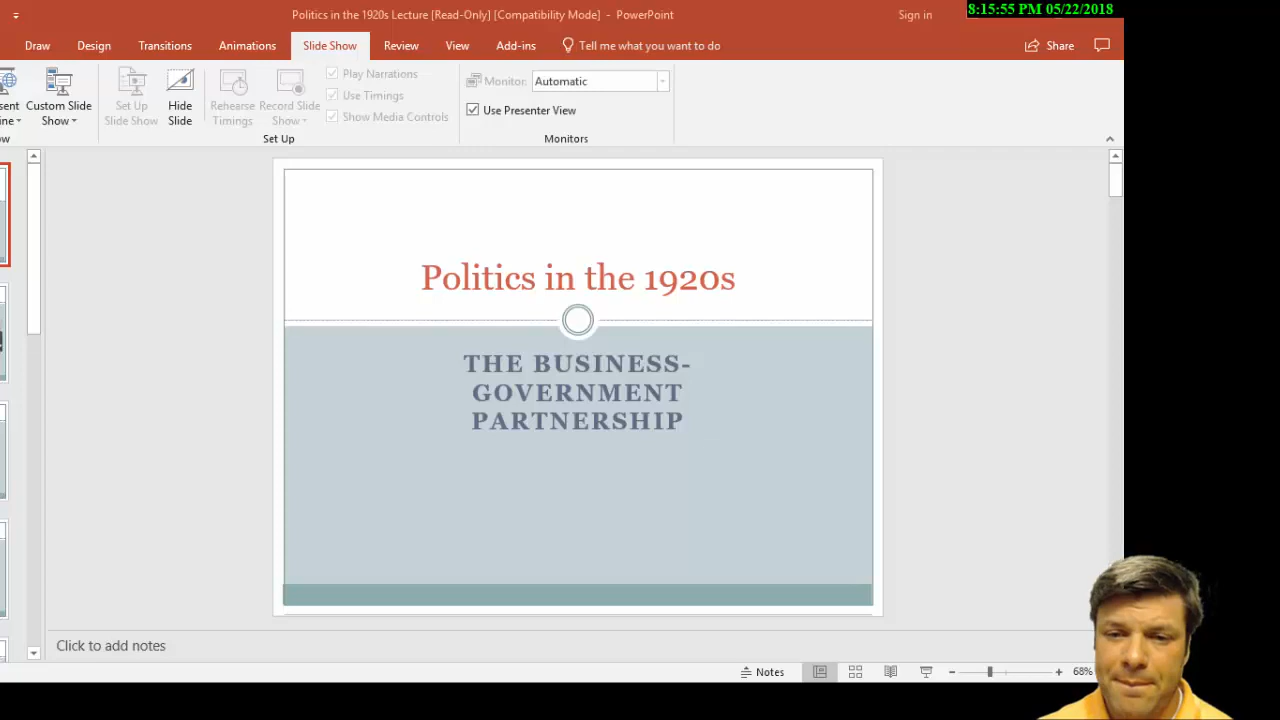 Politics in the 1920s Lecture [Read-Only] [Compatibility Mode] - PowerPoint
Sign in
8:15:55 PM 05/22/2018
Draw Design Transitions Animations Slide Show Review View Add-ins Tell me what you want to do Share
Custom Slide Show
Set Up Slide Show
Hide Slide
Rehearse Timings
Record Slide Show
Play Narrations
Use Timings
Show Media Controls
Monitor: Automatic
Use Presenter View
Set Up
Monitors
Politics in the 1920s
THE BUSINESS-
GOVERNMENT
PARTNERSHIP
Click to add notes
Notes
68%